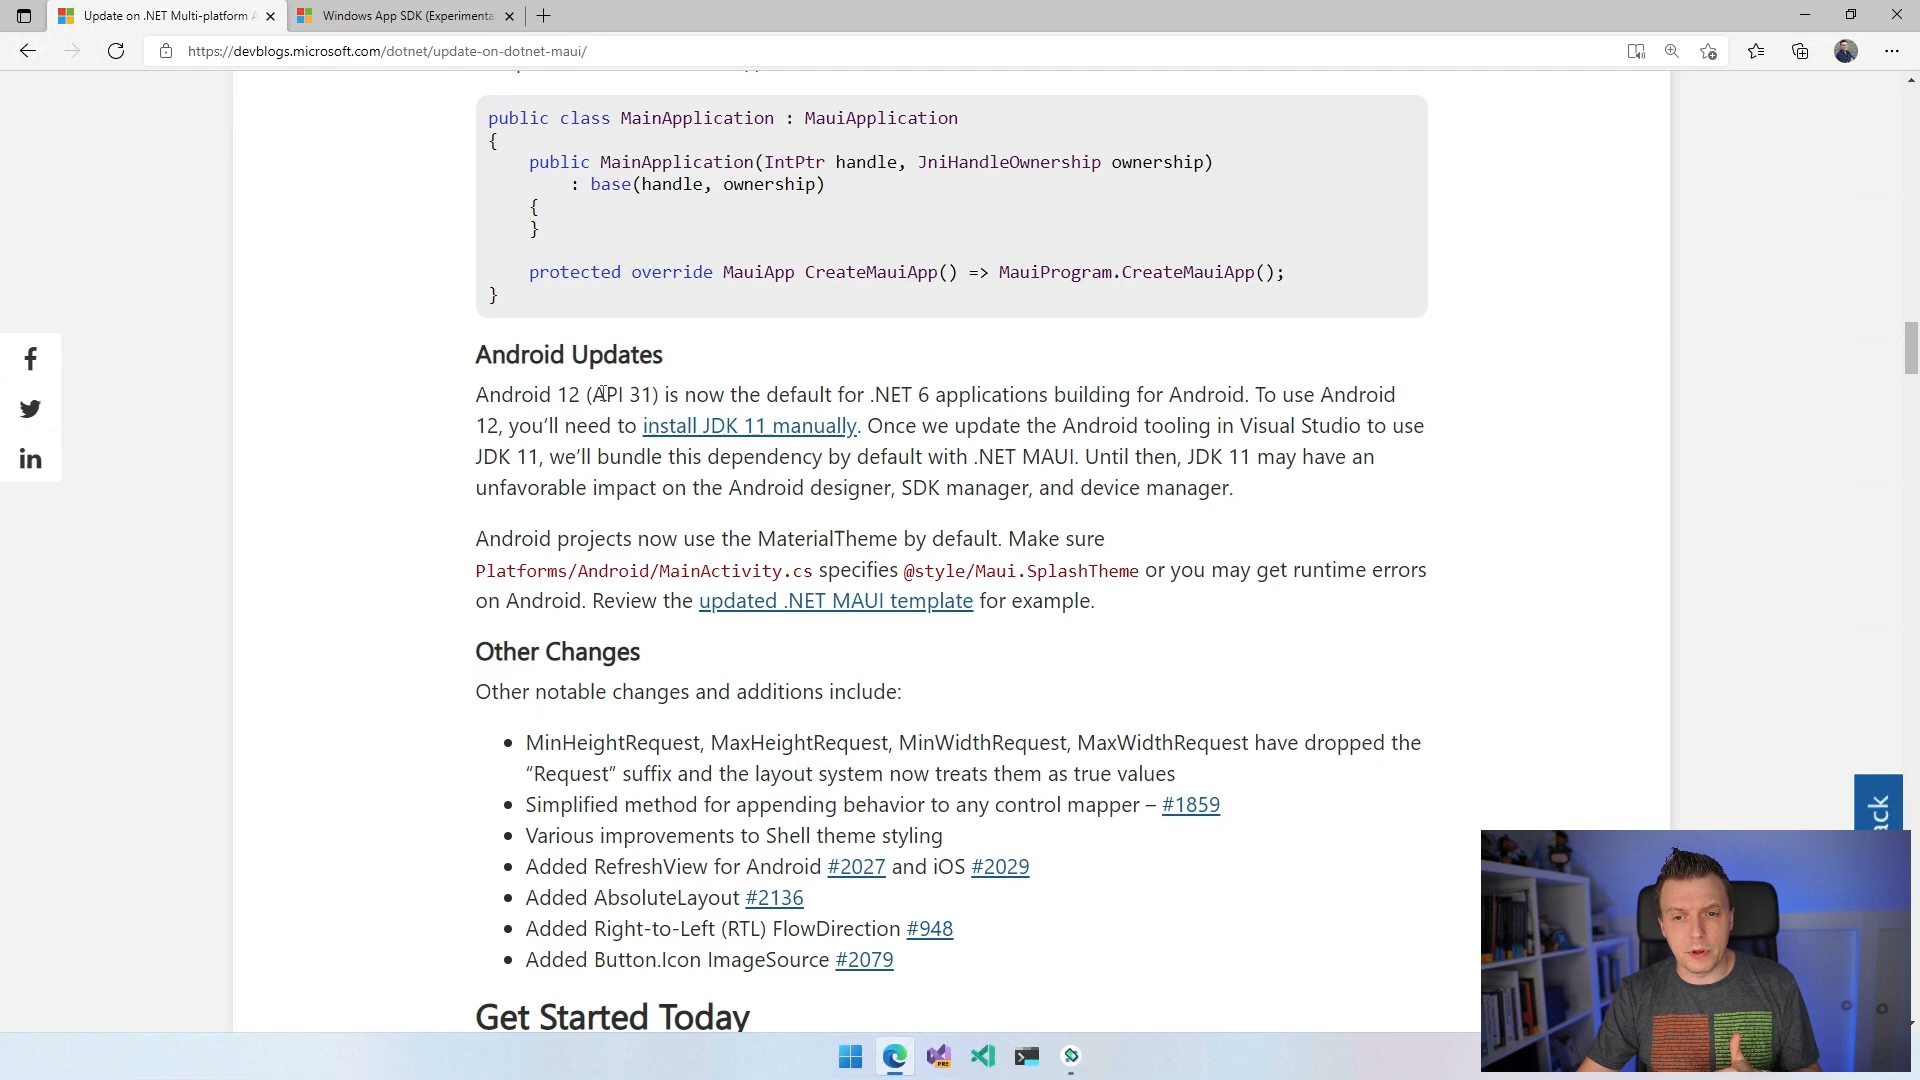 Update on .NET Multi-platform A
Windows App SDK (Experimenta
https://devblogs.microsoft.com/dotnet/update-on-dotnet-maui/
public class MainApplication : MauiApplication
{
public MainApplication(IntPtr handle, JniHandleOwnership ownership)
: base(handle, ownership)
{
}
protected override MauiApp CreateMauiApp() => MauiProgram.CreateMauiApp();
}
Android Updates
Android 12 (API 31) is now the default for .NET 6 applications building for Android. To use Android
12, you’ll need to install JDK 11 manually. Once we update the Android tooling in Visual Studio to use
JDK 11, we’ll bundle this dependency by default with .NET MAUI. Until then, JDK 11 may have an
unfavorable impact on the Android designer, SDK manager, and device manager.
Android projects now use the MaterialTheme by default. Make sure
Platforms/Android/MainActivity.cs specifies @style/Maui.SplashTheme or you may get runtime errors
on Android. Review the updated .NET MAUI template for example.
Other Changes
Other notable changes and additions include:
• MinHeightRequest, MaxHeightRequest, MinWidthRequest, MaxWidthRequest have dropped the
“Request” suffix and the layout system now treats them as true values
• Simplified method for appending behavior to any control mapper – #1859
• Various improvements to Shell theme styling
• Added RefreshView for Android #2027 and iOS #2029
• Added AbsoluteLayout #2136
• Added Right-to-Left (RTL) FlowDirection #948
• Added Button.Icon ImageSource #2079
Get Started Today
ack
PRE